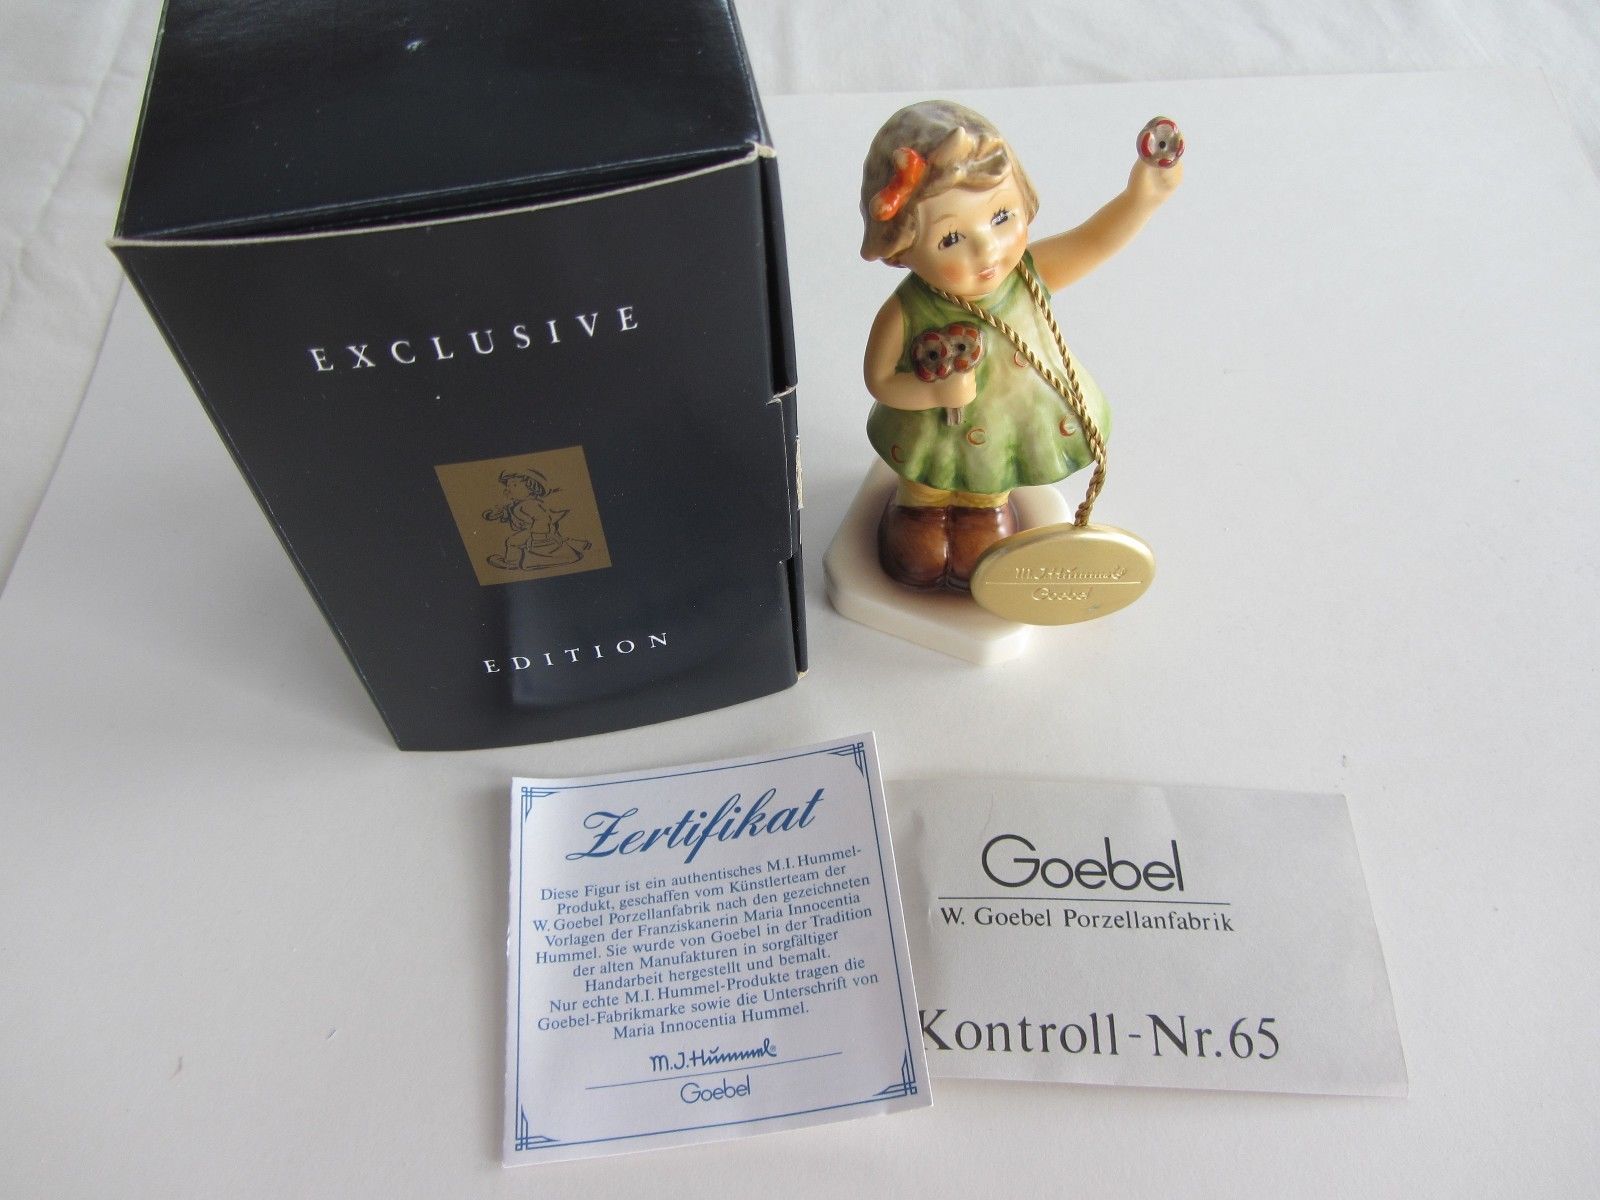 EXCLUSIVE
EDITION
M.J.Hummel®
Goebel
Zertifikat
Diese Figur ist ein authentisches M.I. Hummel-
Produkt, geschaffen vom Künstlerteam der
W. Goebel Porzellanfabrik nach den gezeichneten
Vorlagen der Franziskanerin Maria Innocentia
Hummel. Sie wurde von Goebel in der Tradition
der alten Manufakturen in sorgfältiger
Handarbeit hergestellt und bemalt.
Nur echte M.I. Hummel-Produkte tragen die
Goebel-Fabrikmarke sowie die Unterschrift von
Maria Innocentia Hummel.
M.J.Hummel®
Goebel
Goebel
W. Goebel Porzellanfabrik
Kontroll-Nr. 65